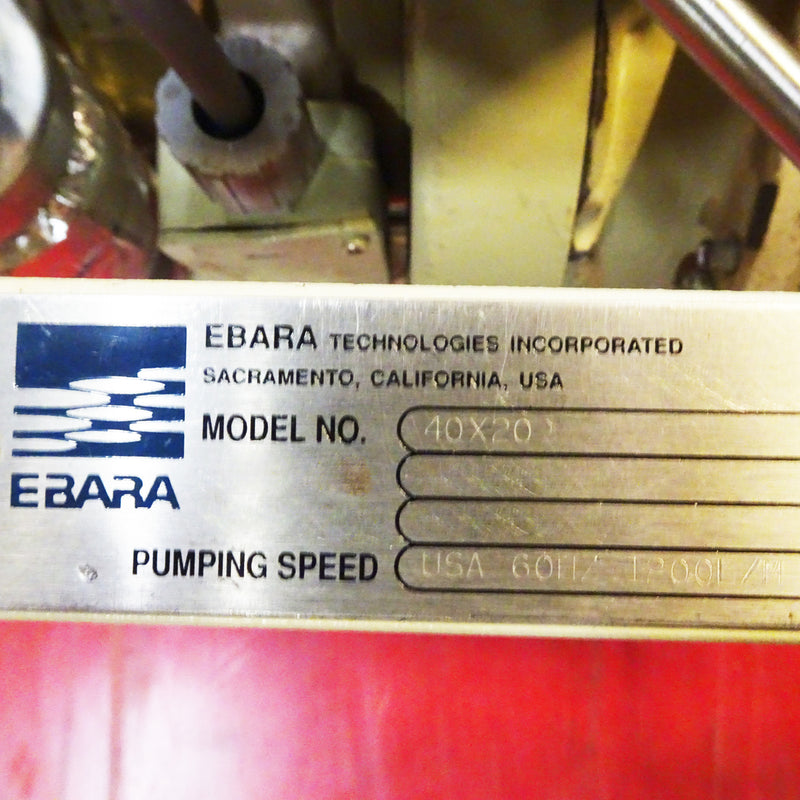 EBARA TECHNOLOGIES INCORPORATED
SACRAMENTO, CALIFORNIA, USA
MODEL NO. 40X20
EBARA
PUMPING SPEED USA 60HZ 1200L/M